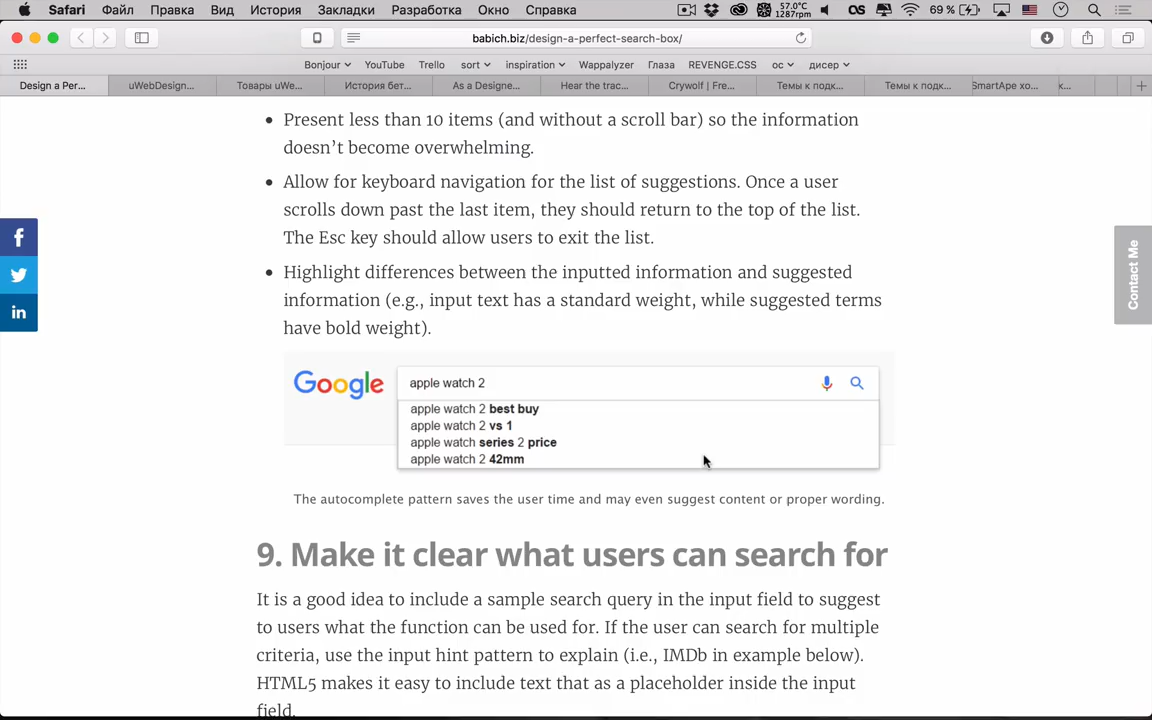 Safari Файл Правка Вид История Закладки Разработка Окно Справка 57.0°C 1287rpm 69 %
babich.biz/design-a-perfect-search-box/
Bonjour YouTube Trello sort inspiration Wappalyzer Глаза REVENGE.CSS ос дисер
Design a Per... uWebDesign... Товары uWe... История бет... As a Designe... Hear the trac... Crywolf | Fre... Темы к подк... Темы к подк... SmartApe хо... к...
• Present less than 10 items (and without a scroll bar) so the information
doesn’t become overwhelming.
• Allow for keyboard navigation for the list of suggestions. Once a user
scrolls down past the last item, they should return to the top of the list.
The Esc key should allow users to exit the list.
• Highlight differences between the inputted information and suggested
information (e.g., input text has a standard weight, while suggested terms
have bold weight).
Contact Me
Google apple watch 2
apple watch 2 best buy
apple watch 2 vs 1
apple watch series 2 price
apple watch 2 42mm
The autocomplete pattern saves the user time and may even suggest content or proper wording.
9. Make it clear what users can search for
It is a good idea to include a sample search query in the input field to suggest
to users what the function can be used for. If the user can search for multiple
criteria, use the input hint pattern to explain (i.e., IMDb in example below).
HTML5 makes it easy to include text that as a placeholder inside the input
field.